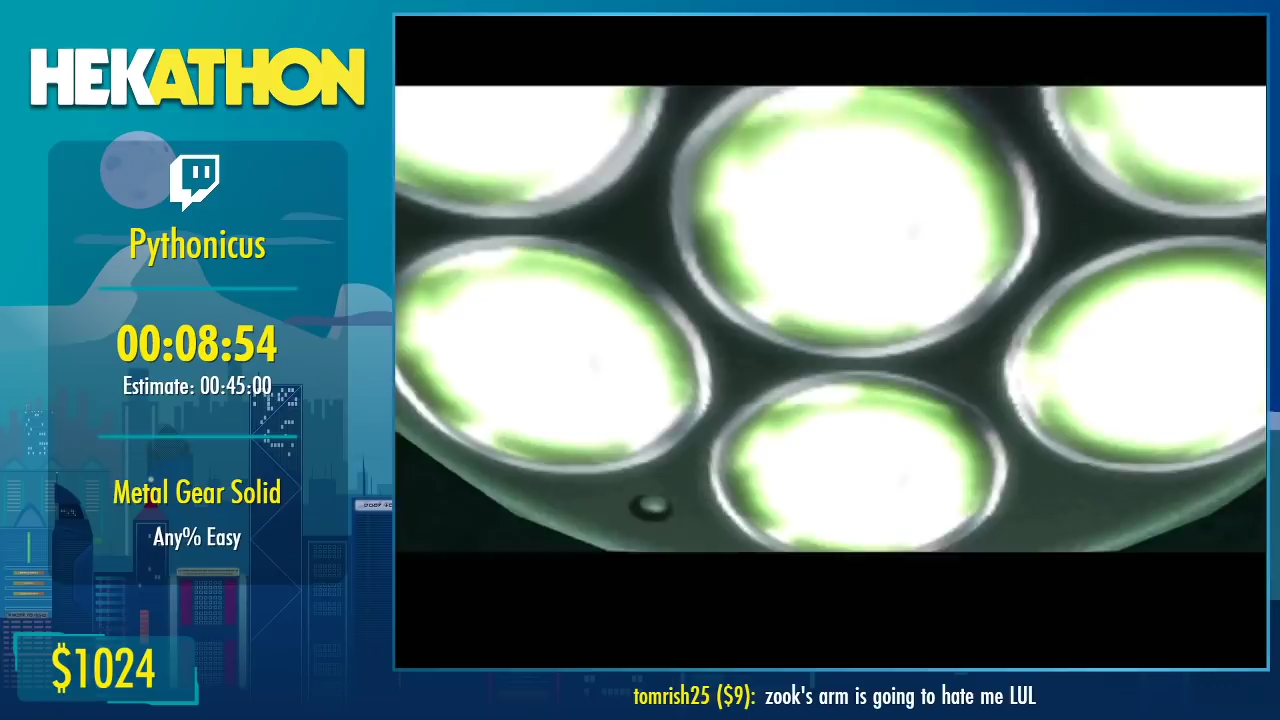 HEKATHON
Pythonicus
00:08:54
Estimate: 00:45:00
Metal Gear Solid
Any% Easy
$1024
tomrish25 ($9): zook's arm is going to hate me LUL